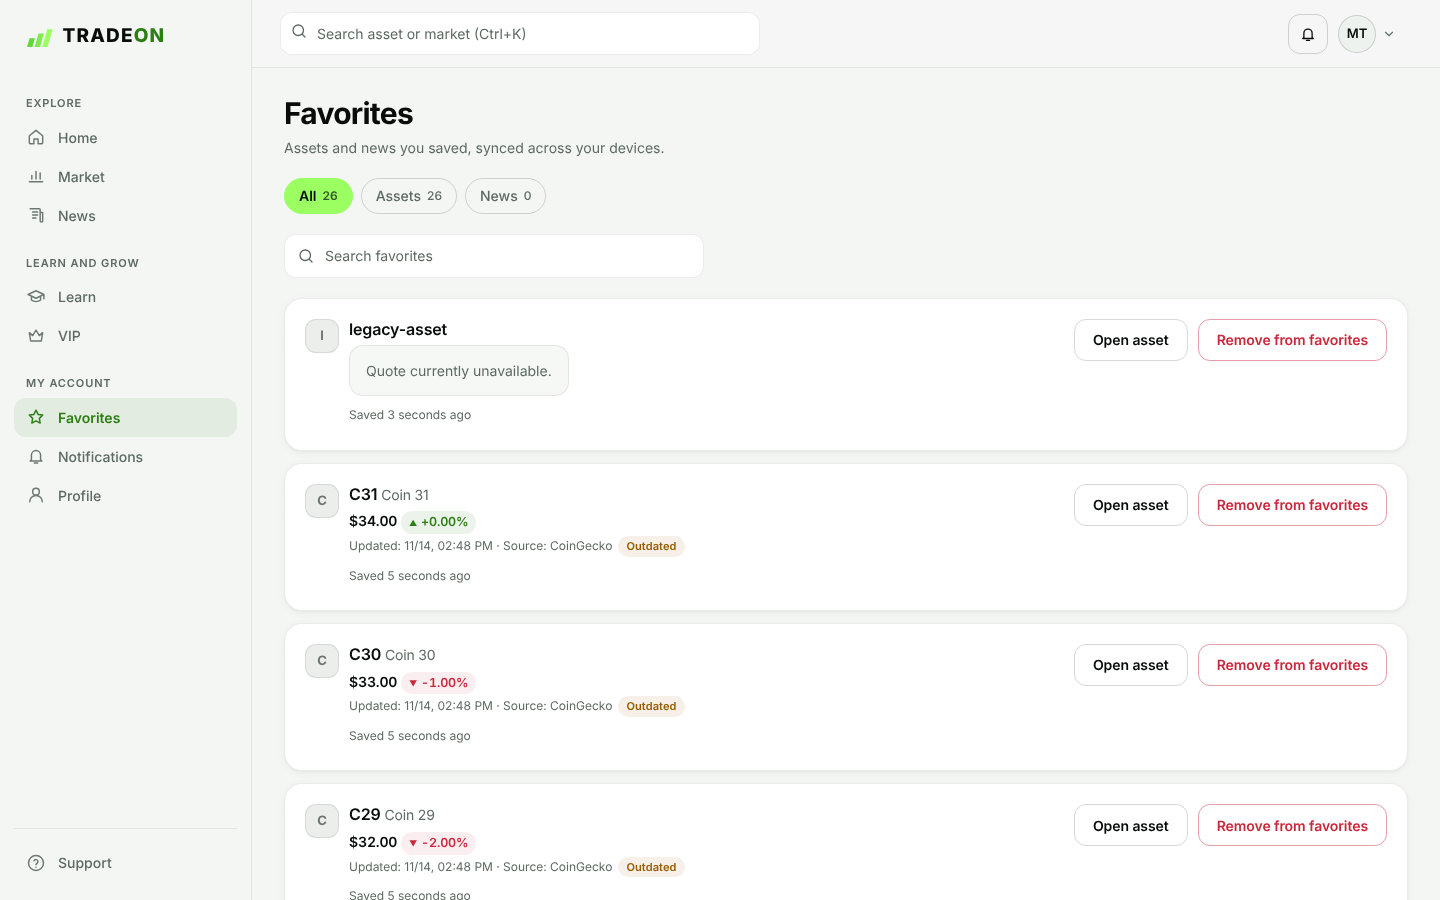 TRADEON
Search asset or market (Ctrl+K)
MT
EXPLORE
Home
Market
News
LEARN AND GROW
Learn
VIP
MY ACCOUNT
Favorites
Notifications
Profile
Support
Favorites
Assets and news you saved, synced across your devices.
All 26
Assets 26
News 0
Search favorites
l
legacy-asset
Quote currently unavailable.
Saved 3 seconds ago
Open asset
Remove from favorites
C
C31 Coin 31
$34.00 ▲ +0.00%
Updated: 11/14, 02:48 PM · Source: CoinGecko Outdated
Saved 5 seconds ago
Open asset
Remove from favorites
C
C30 Coin 30
$33.00 ▼ -1.00%
Updated: 11/14, 02:48 PM · Source: CoinGecko Outdated
Saved 5 seconds ago
Open asset
Remove from favorites
C
C29 Coin 29
$32.00 ▼ -2.00%
Updated: 11/14, 02:48 PM · Source: CoinGecko Outdated
Saved 5 seconds ago
Open asset
Remove from favorites